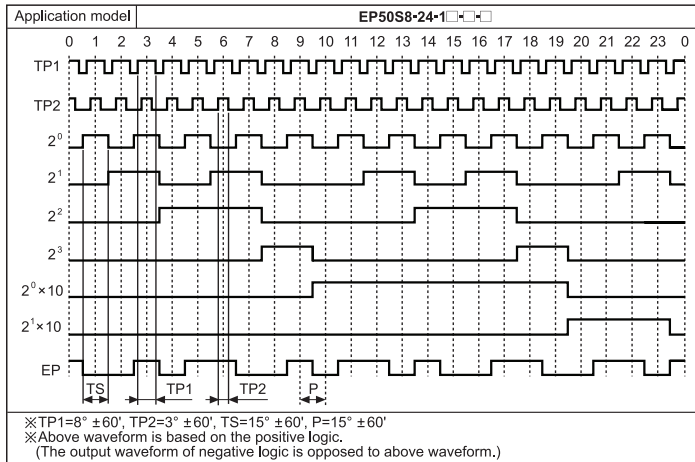 Application model EP50S8-24-1□-□-□
0 1 2 3 4 5 6 7 8 9 10 11 12 13 14 15 16 17 18 19 20 21 22 23 0
TP1
TP2
2⁰
2¹
2²
2³
2⁰×10
2¹×10
EP
TS TP1 TP2 P
※TP1=8° ±60', TP2=3° ±60', TS=15° ±60', P=15° ±60'
※Above waveform is based on the positive logic.
(The output waveform of negative logic is opposed to above waveform.)